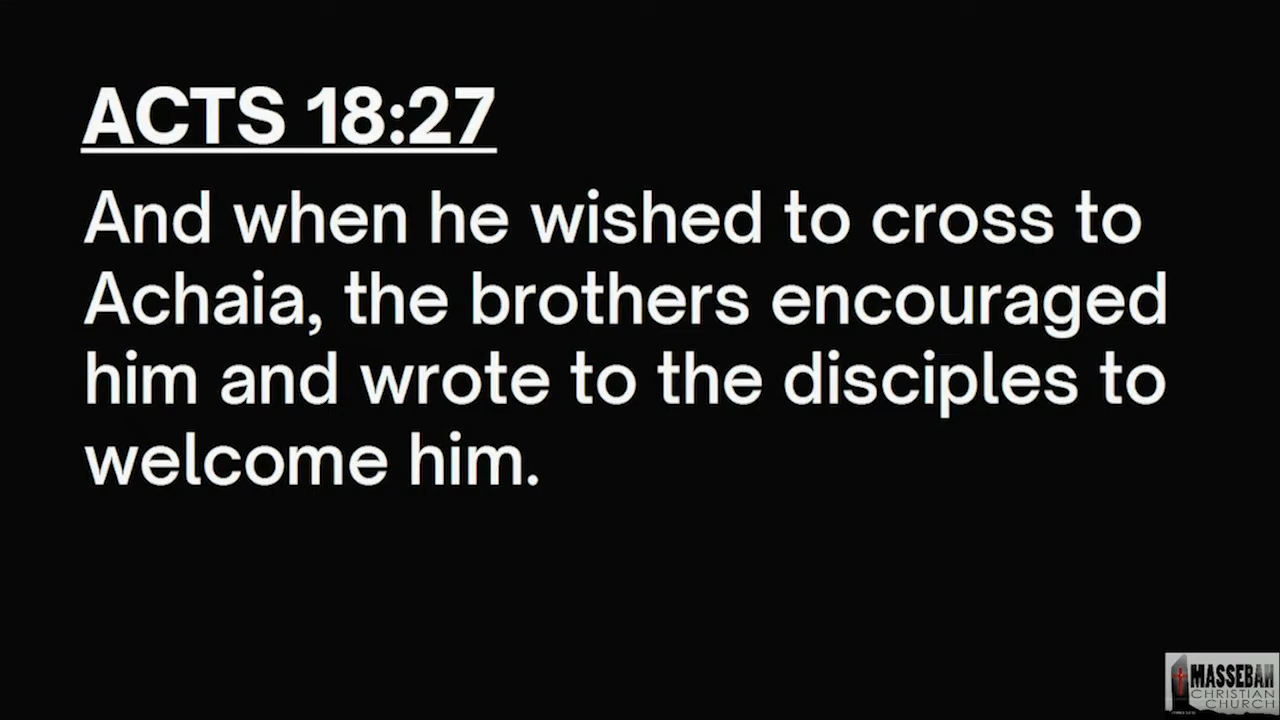 ACTS 18:27
And when he wished to cross to
Achaia, the brothers encouraged
him and wrote to the disciples to
welcome him.
MASSEBAH
CHRISTIAN
CHURCH